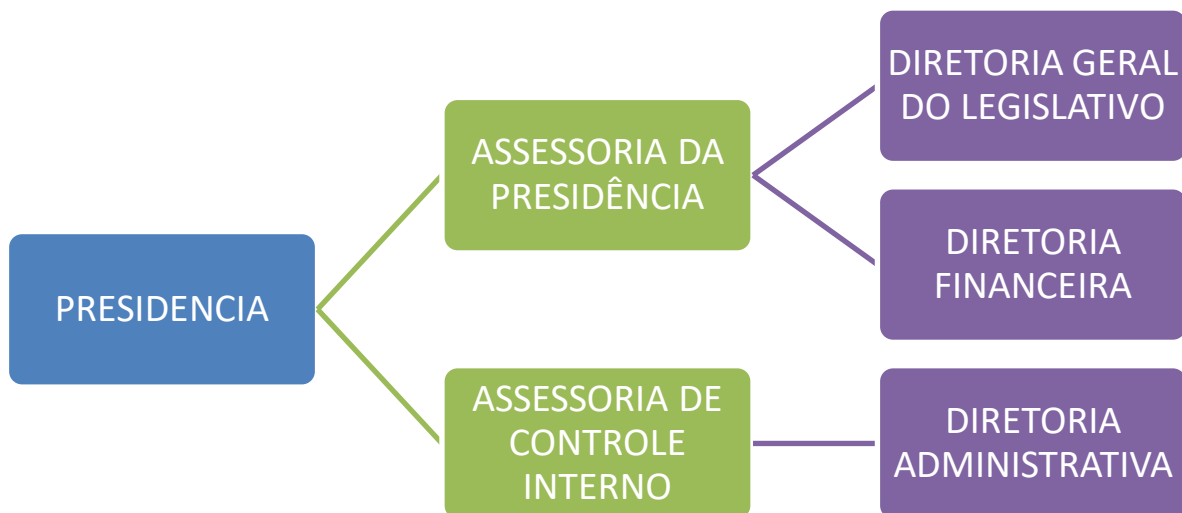 PRESIDENCIA
ASSESSORIA DA
PRESIDÊNCIA
ASSESSORIA DE
CONTROLE
INTERNO
DIRETORIA GERAL
DO LEGISLATIVO
DIRETORIA
FINANCEIRA
DIRETORIA
ADMINISTRATIVA